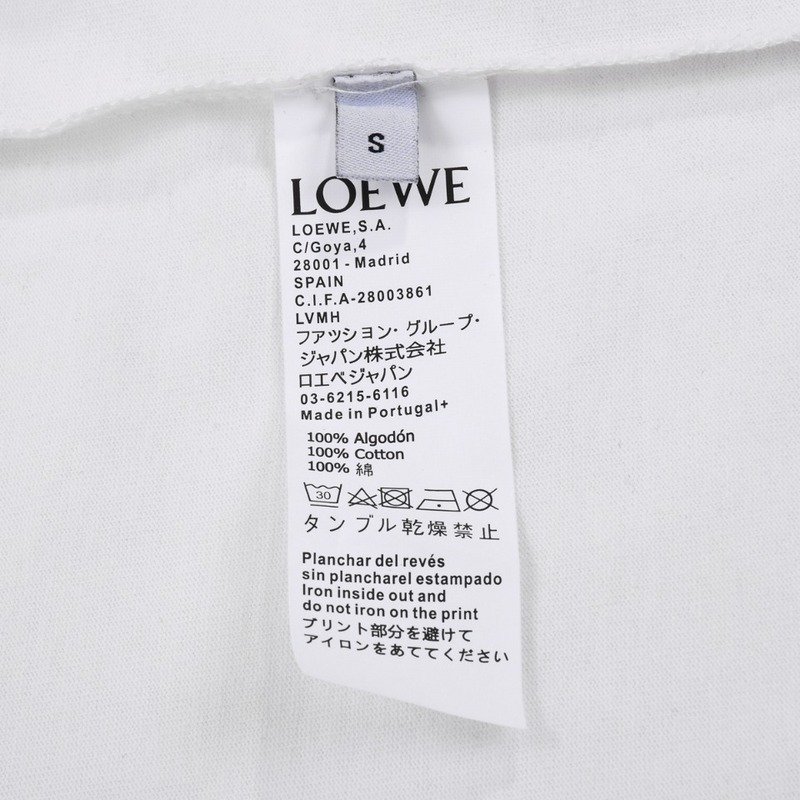 S
LOEWE
LOEWE,S.A.
C/Goya,4
28001 - Madrid
SPAIN
C.I.F.A-28003861
LVMH
ファッション・グループ・
ジャパン株式会社
ロエベジャパン
03-6215-6116
Made in Portugal+
100% Algodón
100% Cotton
100% 綿
30
タンブル乾燥禁止
Planchar del revés
sin plancharel estampado
Iron inside out and
do not iron on the print
プリント部分を避けて
アイロンをあててください